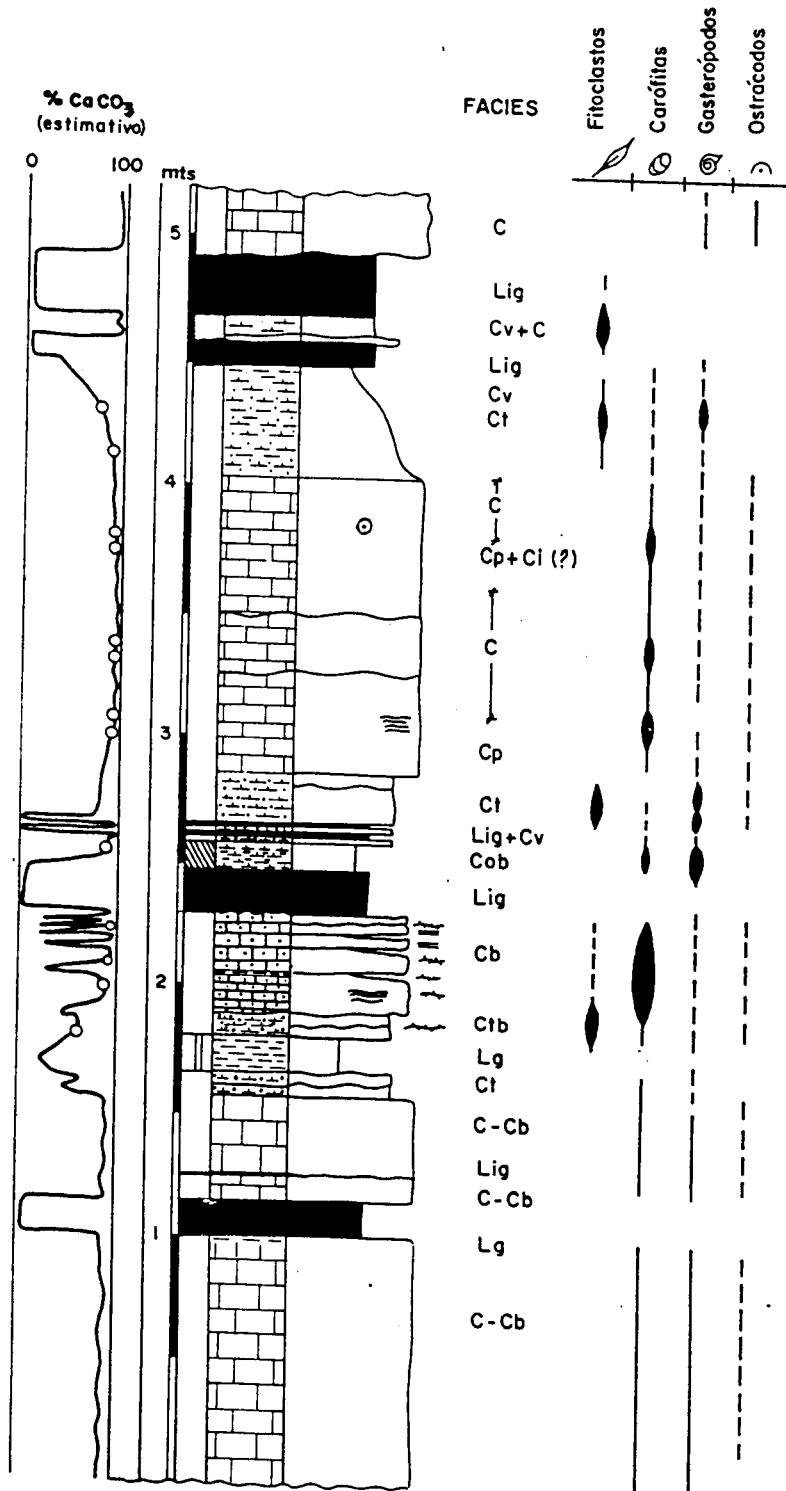 % CaCO3
(estimativo)
0 100
mts
FACIES
Fitoclastos
Carófitas
Gasterópodos
Ostrácodos
5
C
Lig
Cv+C
Lig
Cv
Ct
4
C
Cp+Ci (?)
C
3
Cp
Ct
Lig+Cv
Cob
Lig
Cb
2
Ctb
Lg
Ct
C-Cb
Lig
C-Cb
1
Lg
C-Cb